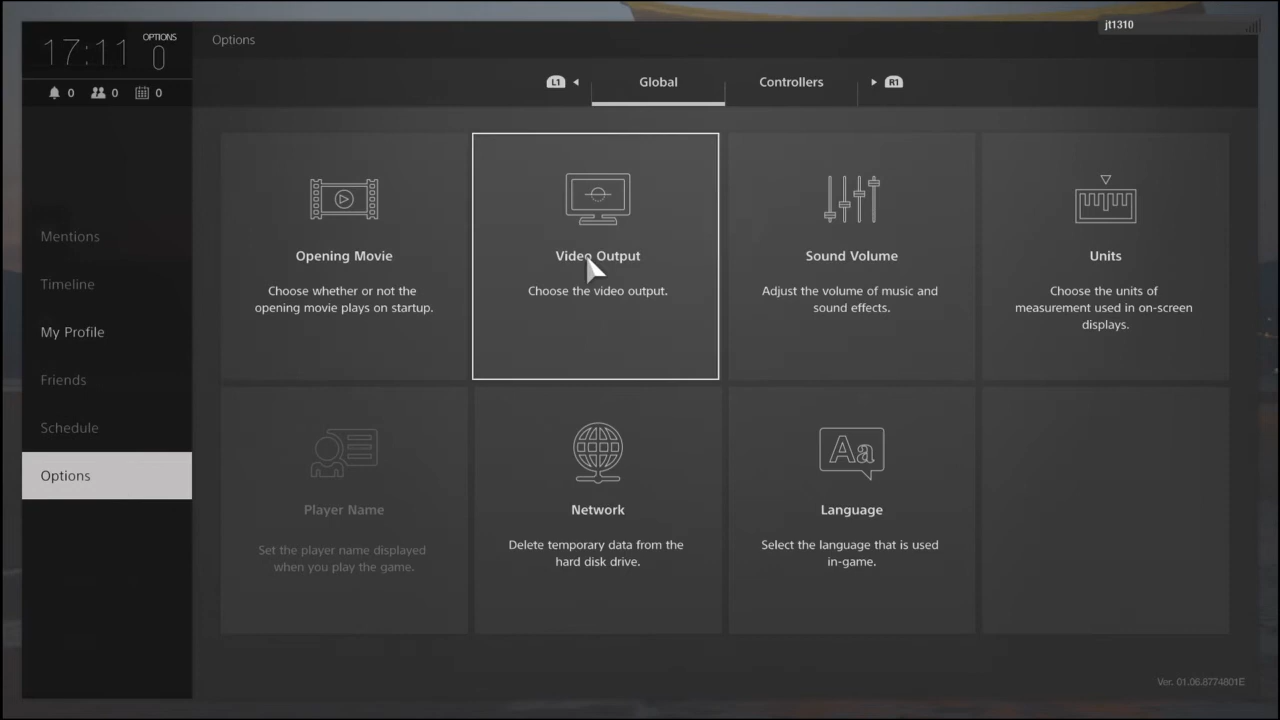 jt1310
17:11
OPTIONS
Options
0 0 0
L1 Global Controllers R1
Opening Movie
Choose whether or not the
opening movie plays on startup.
Video Output
Choose the video output.
Sound Volume
Adjust the volume of music and
sound effects.
Units
Choose the units of
measurement used in on-screen
displays.
Mentions
Timeline
My Profile
Friends
Schedule
Options
Player Name
Set the player name displayed
when you play the game.
Network
Delete temporary data from the
hard disk drive.
Language
Aa
Select the language that is used
in-game.
Ver. 01.06.8774801E